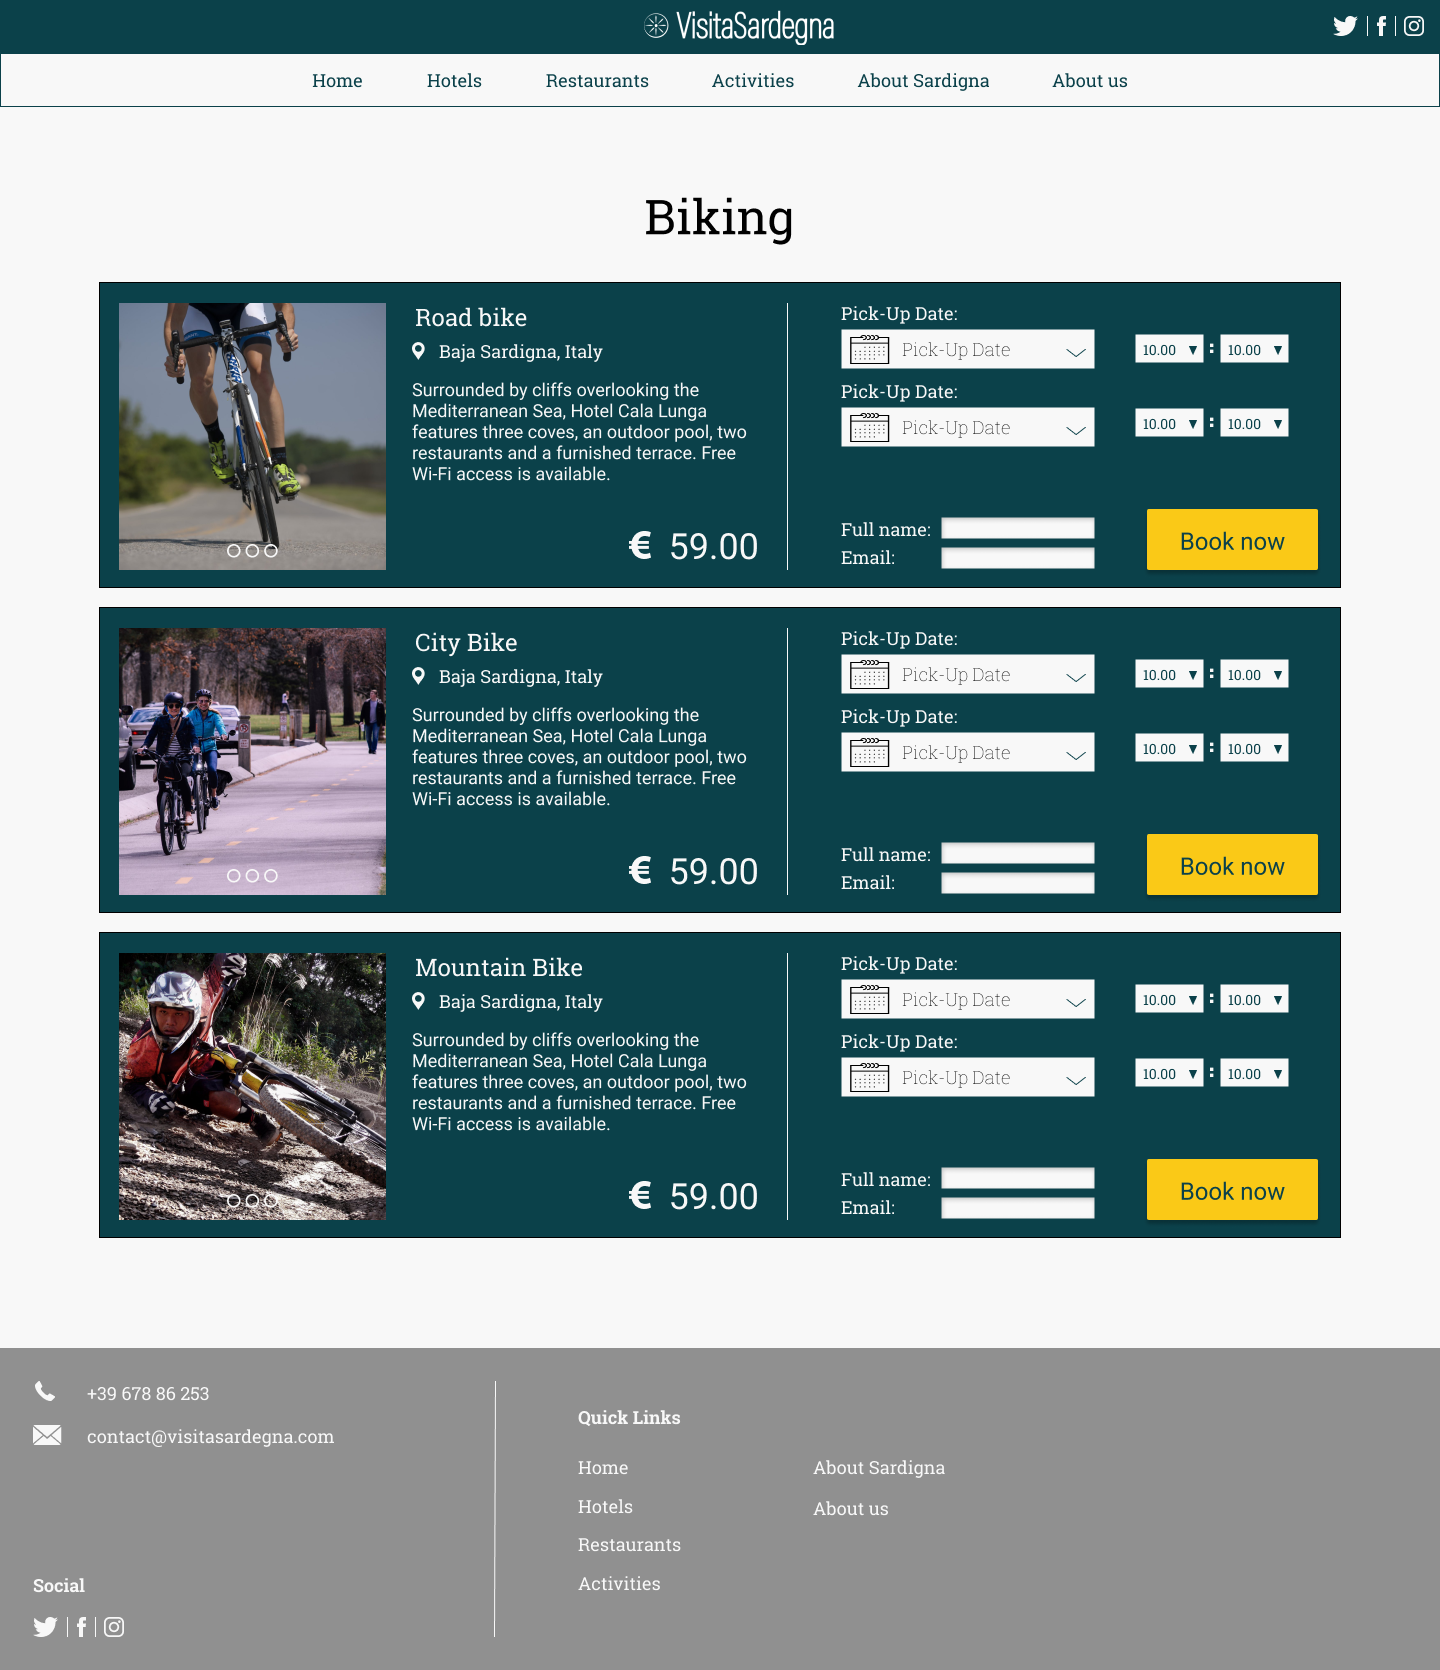 VisitaSardegna
Home Hotels Restaurants Activities About Sardigna About us
Biking
Road bike
Baja Sardigna, Italy
Surrounded by cliffs overlooking the
Mediterranean Sea, Hotel Cala Lunga
features three coves, an outdoor pool, two
restaurants and a furnished terrace. Free
Wi-Fi access is available.
€ 59.00
Pick-Up Date:
Pick-Up Date 10.00 : 10.00
Pick-Up Date:
Pick-Up Date 10.00 : 10.00
Full name:
Email:
Book now
City Bike
Baja Sardigna, Italy
Surrounded by cliffs overlooking the
Mediterranean Sea, Hotel Cala Lunga
features three coves, an outdoor pool, two
restaurants and a furnished terrace. Free
Wi-Fi access is available.
€ 59.00
Pick-Up Date:
Pick-Up Date 10.00 : 10.00
Pick-Up Date:
Pick-Up Date 10.00 : 10.00
Full name:
Email:
Book now
Mountain Bike
Baja Sardigna, Italy
Surrounded by cliffs overlooking the
Mediterranean Sea, Hotel Cala Lunga
features three coves, an outdoor pool, two
restaurants and a furnished terrace. Free
Wi-Fi access is available.
€ 59.00
Pick-Up Date:
Pick-Up Date 10.00 : 10.00
Pick-Up Date:
Pick-Up Date 10.00 : 10.00
Full name:
Email:
Book now
+39 678 86 253
contact@visitasardegna.com
Social
Quick Links
Home
Hotels
Restaurants
Activities
About Sardigna
About us